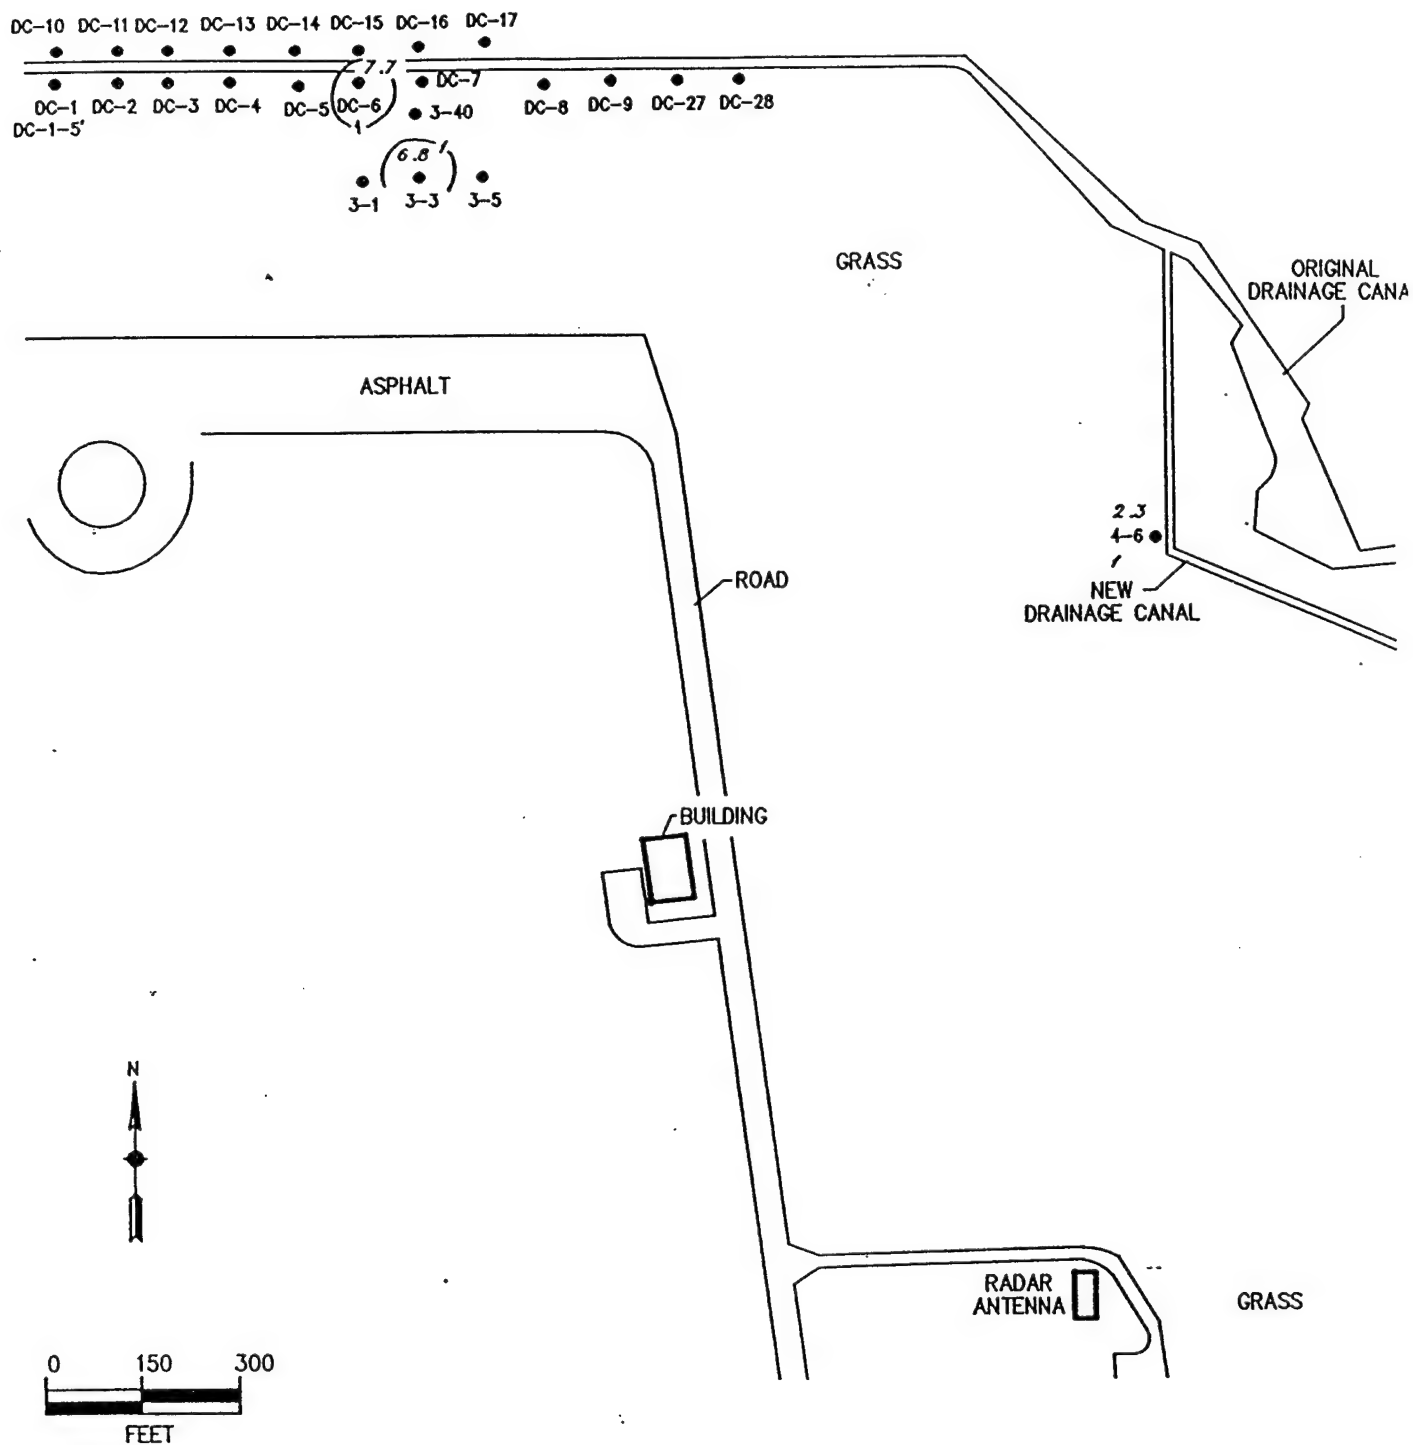 DC-10 DC-11 DC-12 DC-13 DC-14 DC-15 DC-16 DC-17
7.7
DC-1 DC-2 DC-3 DC-4 DC-5 DC-6 DC-7 DC-8 DC-9 DC-27 DC-28
DC-1-5'
1
3-40
6.8 1
3-1 3-3 3-5
GRASS
ORIGINAL
DRAINAGE CANA
ASPHALT
2.3
4-6
1
NEW
DRAINAGE CANAL
ROAD
BUILDING
N
RADAR
ANTENNA
GRASS
0 150 300
FEET